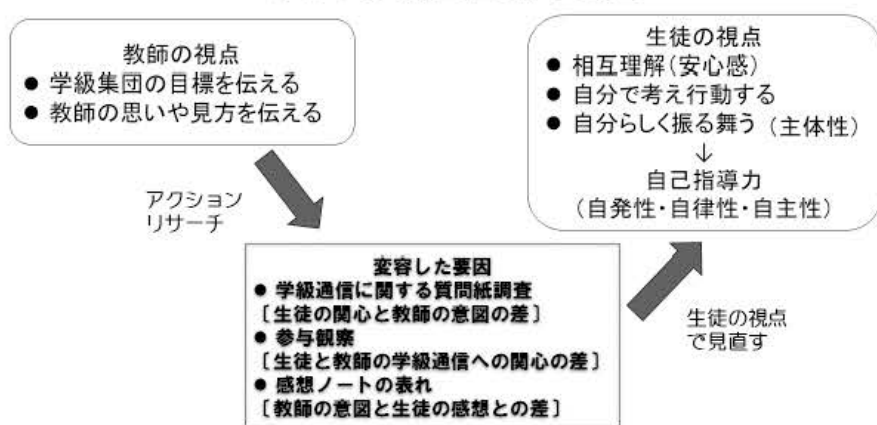 教師の視点
● 学級集団の目標を伝える
● 教師の思いや見方を伝える
生徒の視点
● 相互理解(安心感)
● 自分で考え行動する
● 自分らしく振る舞う (主体性)
↓
自己指導力
(自発性・自律性・自主性)
アクション
リサーチ
変容した要因
● 学級通信に関する質問紙調査
[生徒の関心と教師の意図の差]
● 参与観察
[生徒と教師の学級通信への関心の差]
● 感想ノートの表れ
[教師の意図と生徒の感想との差]
生徒の視点
で見直す